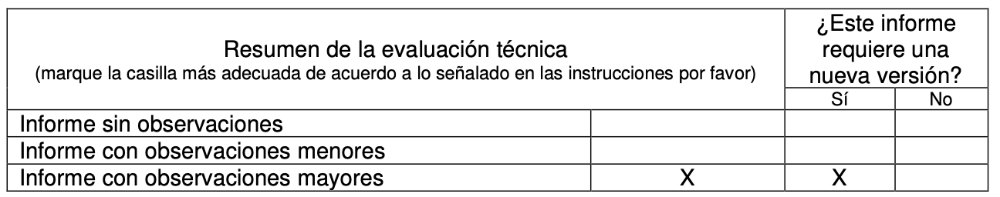 Resumen de la evaluación técnica
(marque la casilla más adecuada de acuerdo a lo señalado en las instrucciones por favor)
¿Este informe
requiere una
nueva versión?
Sí No
Informe sin observaciones
Informe con observaciones menores
Informe con observaciones mayores X X